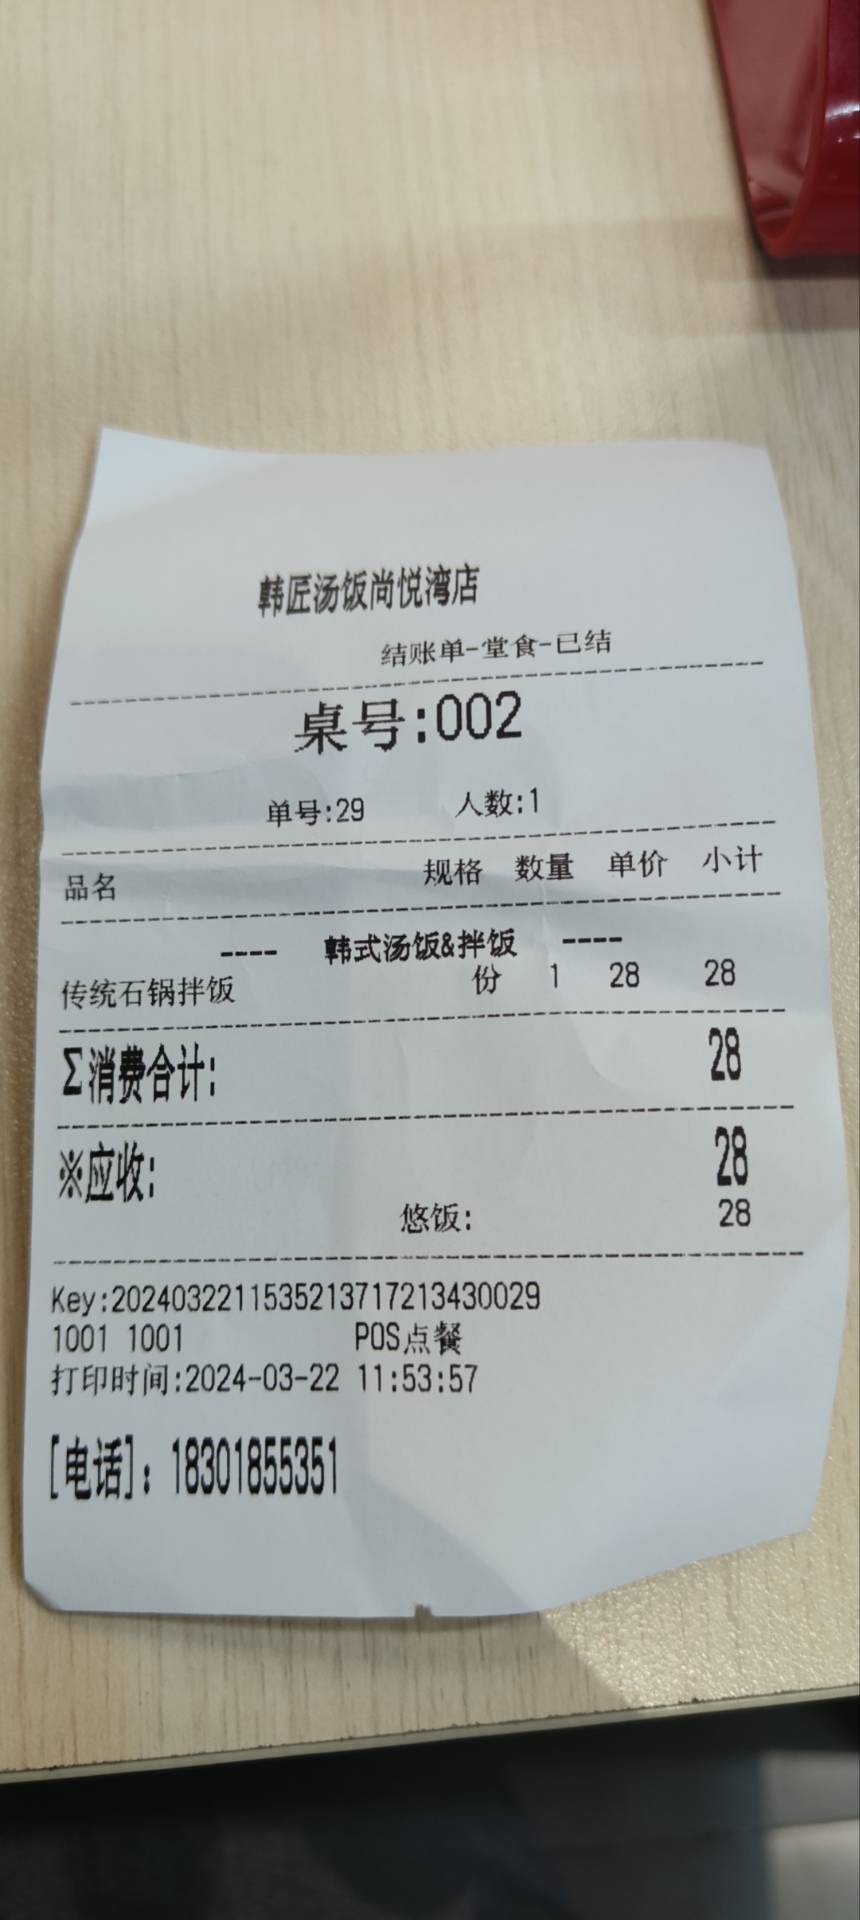 韩匠汤饭尚悦湾店
结账单-堂食-已结
桌号:002
单号:29 人数:1
品名 规格 数量 单价 小计
---- 韩式汤饭&拌饭 ----
传统石锅拌饭 份 1 28 28
Σ消费合计: 28
※应收: 28
悠饭: 28
Key:2024032211535213717213430029
1001 1001 POS点餐
打印时间:2024-03-22 11:53:57
[电话]：18301855351